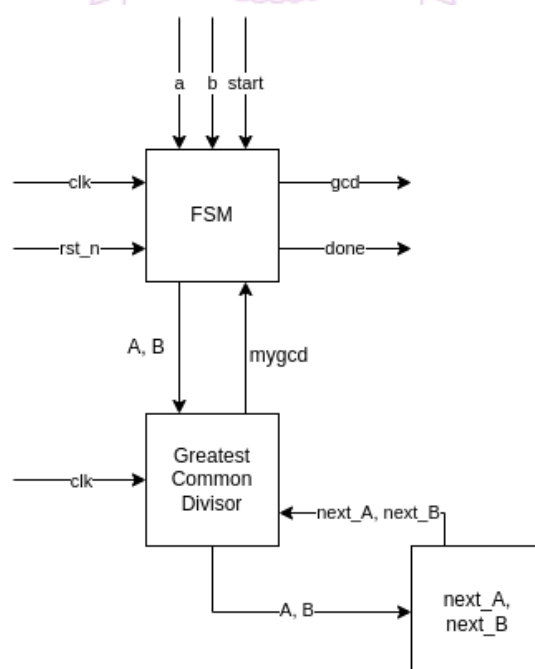 a b start
clk
gcd
FSM
rst_n
done
A, B
mygcd
Greatest
Common
Divisor
clk
next_A, next_B
A, B
next_A,
next_B